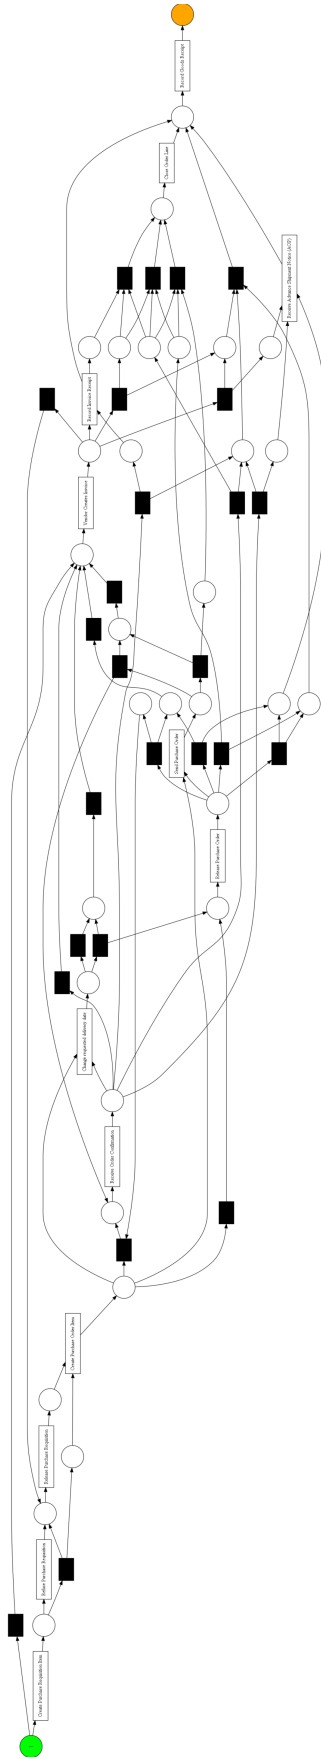 Record Goods Receipt
Close Order Line
Receive Advance Shipment Notice (ASN)
Record Invoice Receipt
Vendor Creates Invoice
Send Purchase Order
Release Purchase Order
Change requested delivery date
Receive Order Confirmation
Create Purchase Order Item
Release Purchase Requisition
Refuse Purchase Requisition
Create Purchase Requisition Item